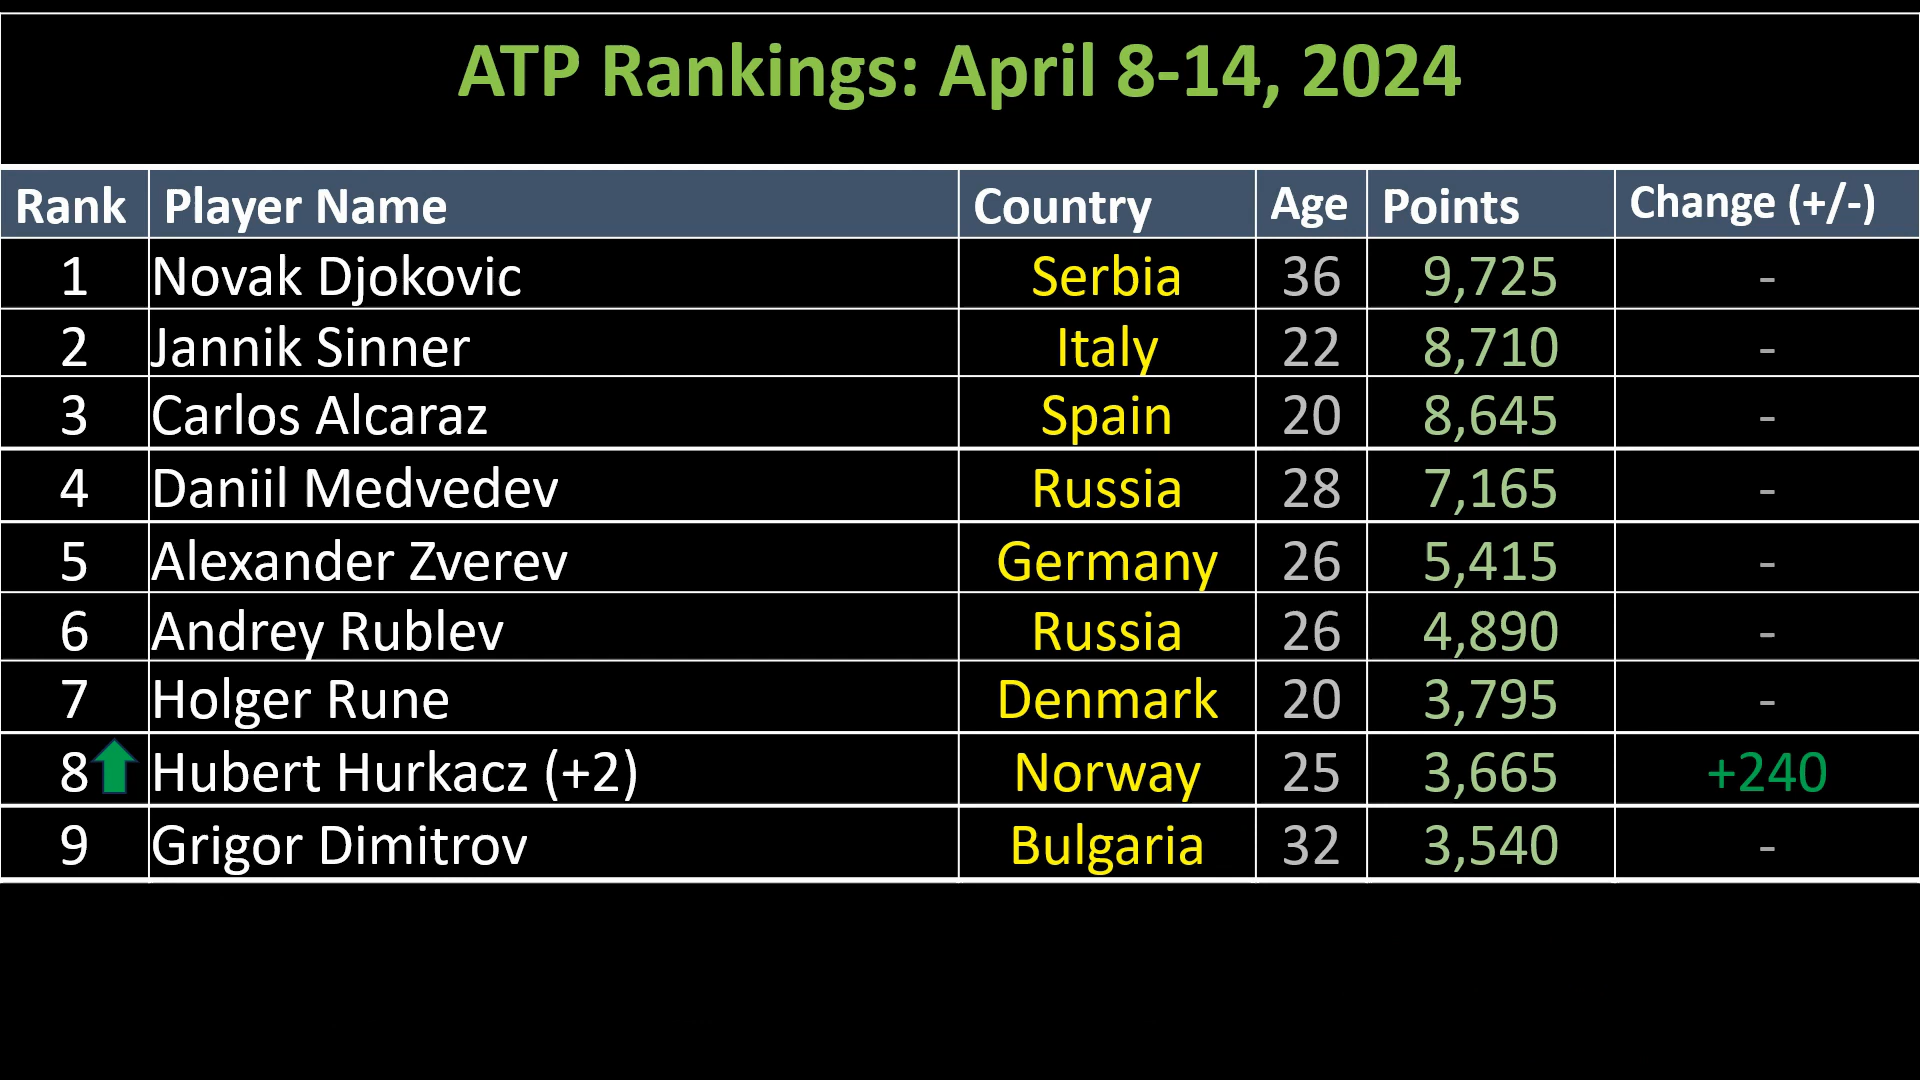 ATP Rankings: April 8-14, 2024
Rank Player Name Country Age Points Change (+/-)
1 Novak Djokovic Serbia 36 9,725 -
2 Jannik Sinner Italy 22 8,710 -
3 Carlos Alcaraz Spain 20 8,645 -
4 Daniil Medvedev Russia 28 7,165 -
5 Alexander Zverev Germany 26 5,415 -
6 Andrey Rublev Russia 26 4,890 -
7 Holger Rune Denmark 20 3,795 -
8 Hubert Hurkacz (+2) Norway 25 3,665 +240
9 Grigor Dimitrov Bulgaria 32 3,540 -